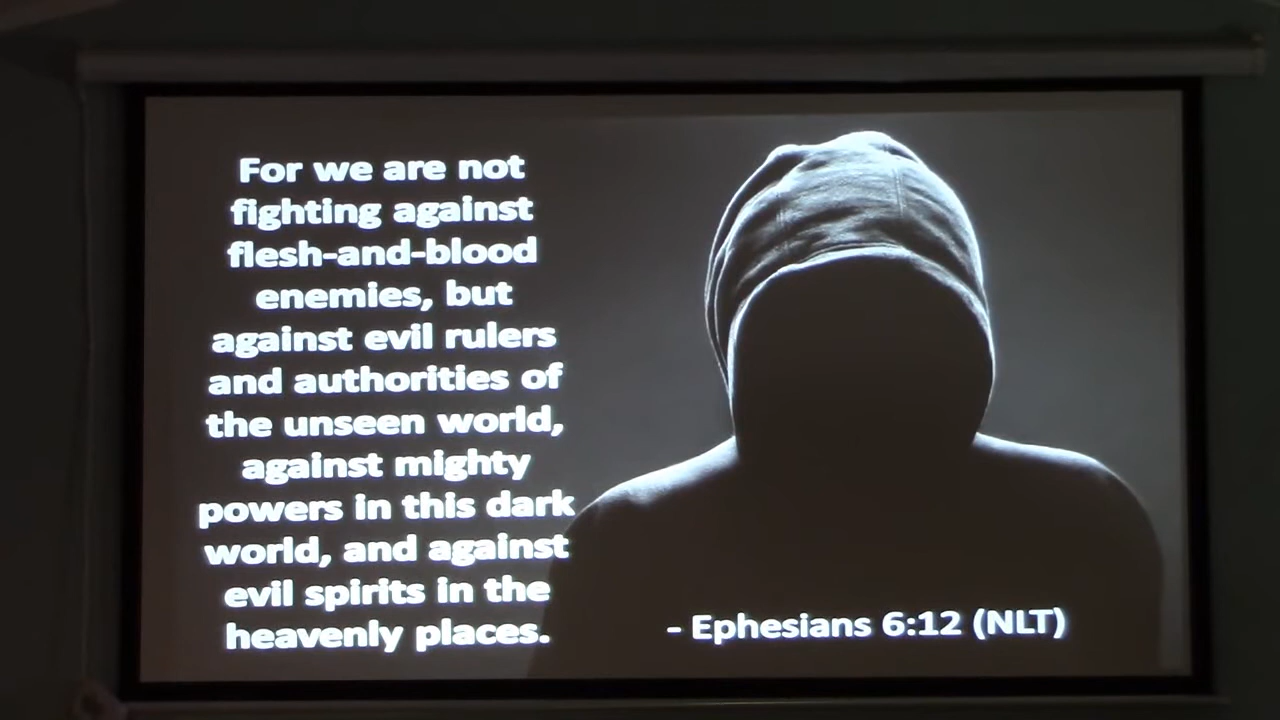 For we are not
fighting against
flesh-and-blood
enemies, but
against evil rulers
and authorities of
the unseen world,
against mighty
powers in this dark
world, and against
evil spirits in the
heavenly places.
- Ephesians 6:12 (NLT)